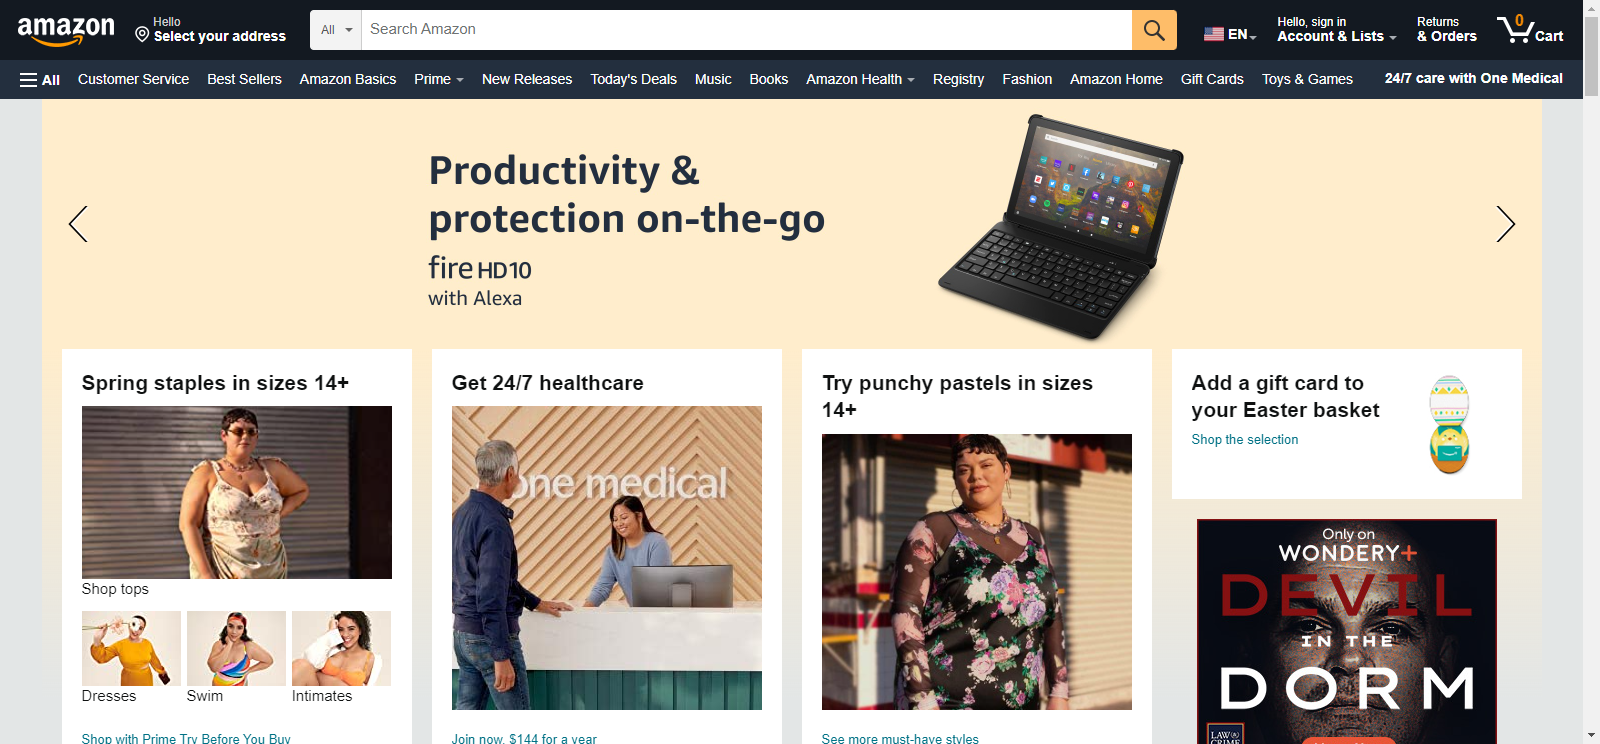 amazon
Hello
Select your address
All
Search Amazon
EN
Hello, sign in
Account & Lists
Returns
& Orders
0
Cart
All
Customer Service
Best Sellers
Amazon Basics
Prime
New Releases
Today's Deals
Music
Books
Amazon Health
Registry
Fashion
Amazon Home
Gift Cards
Toys & Games
24/7 care with One Medical
Productivity &
protection on-the-go
fire HD10
with Alexa
Spring staples in sizes 14+
Shop tops
Dresses
Swim
Intimates
Shop with Prime Try Before You Buy
Get 24/7 healthcare
one medical
Join now, $144 for a year
Try punchy pastels in sizes
14+
See more must-have styles
Add a gift card to
your Easter basket
Shop the selection
Only on
WONDERY+
DEVIL
IN THE
DORM
LAW &
CRIME